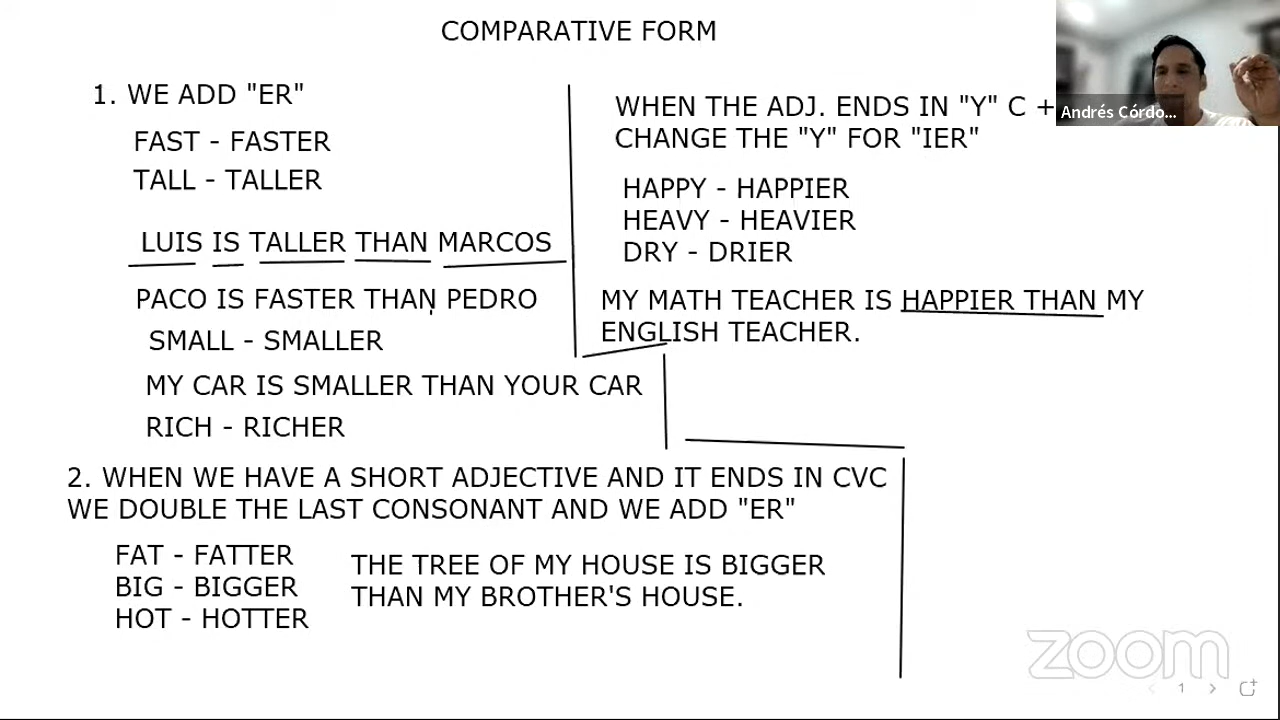 COMPARATIVE FORM
1. WE ADD "ER"
FAST - FASTER
TALL - TALLER
LUIS IS TALLER THAN MARCOS
PACO IS FASTER THAN PEDRO
SMALL - SMALLER
MY CAR IS SMALLER THAN YOUR CAR
RICH - RICHER
2. WHEN WE HAVE A SHORT ADJECTIVE AND IT ENDS IN CVC
WE DOUBLE THE LAST CONSONANT AND WE ADD "ER"
FAT - FATTER
BIG - BIGGER
HOT - HOTTER
THE TREE OF MY HOUSE IS BIGGER
THAN MY BROTHER'S HOUSE.
WHEN THE ADJ. ENDS IN "Y" C +
CHANGE THE "Y" FOR "IER"
HAPPY - HAPPIER
HEAVY - HEAVIER
DRY - DRIER
MY MATH TEACHER IS HAPPIER THAN MY
ENGLISH TEACHER.
Andrés Córdo...
zoom
1